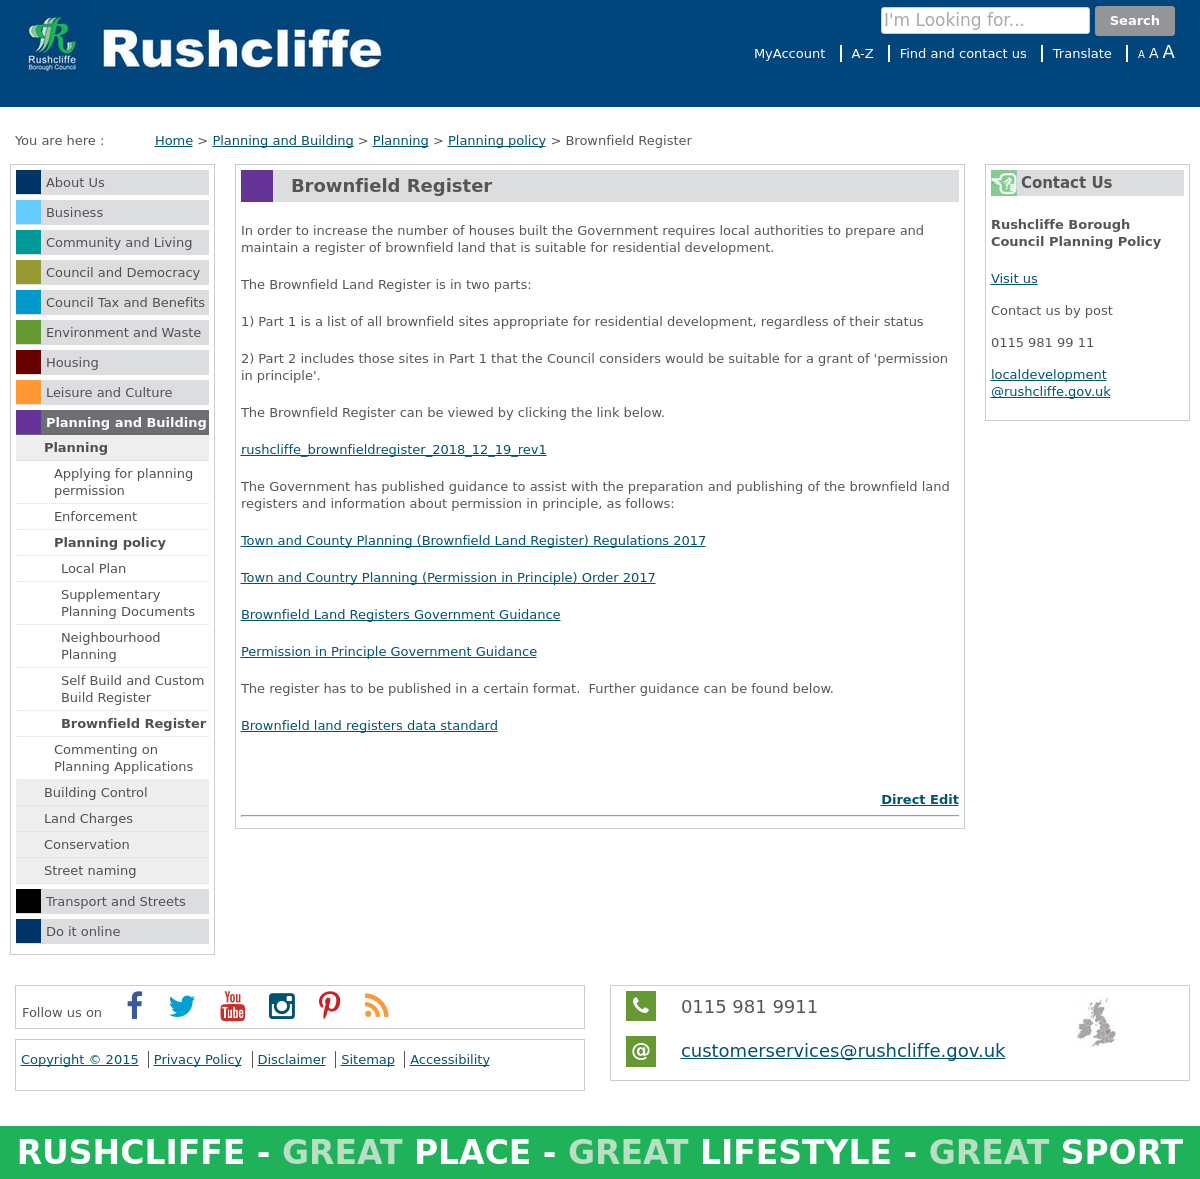 Rushcliffe
Borough Council
Rushcliffe
I'm Looking for...
Search
MyAccount
A-Z
Find and contact us
Translate
A A A
You are here :
Home > Planning and Building > Planning > Planning policy > Brownfield Register
About Us
Business
Community and Living
Council and Democracy
Council Tax and Benefits
Environment and Waste
Housing
Leisure and Culture
Planning and Building
Planning
Applying for planning
permission
Enforcement
Planning policy
Local Plan
Supplementary
Planning Documents
Neighbourhood
Planning
Self Build and Custom
Build Register
Brownfield Register
Commenting on
Planning Applications
Building Control
Land Charges
Conservation
Street naming
Transport and Streets
Do it online
Brownfield Register
In order to increase the number of houses built the Government requires local authorities to prepare and
maintain a register of brownfield land that is suitable for residential development.
The Brownfield Land Register is in two parts:
1) Part 1 is a list of all brownfield sites appropriate for residential development, regardless of their status
2) Part 2 includes those sites in Part 1 that the Council considers would be suitable for a grant of 'permission
in principle'.
The Brownfield Register can be viewed by clicking the link below.
rushcliffe_brownfieldregister_2018_12_19_rev1
The Government has published guidance to assist with the preparation and publishing of the brownfield land
registers and information about permission in principle, as follows:
Town and County Planning (Brownfield Land Register) Regulations 2017
Town and Country Planning (Permission in Principle) Order 2017
Brownfield Land Registers Government Guidance
Permission in Principle Government Guidance
The register has to be published in a certain format.  Further guidance can be found below.
Brownfield land registers data standard
Direct Edit
Contact Us
Rushcliffe Borough
Council Planning Policy
Visit us
Contact us by post
0115 981 99 11
localdevelopment
@rushcliffe.gov.uk
Follow us on
You
Tube
Copyright © 2015
Privacy Policy
Disclaimer
Sitemap
Accessibility
0115 981 9911
@
customerservices@rushcliffe.gov.uk
RUSHCLIFFE - GREAT PLACE - GREAT LIFESTYLE - GREAT SPORT